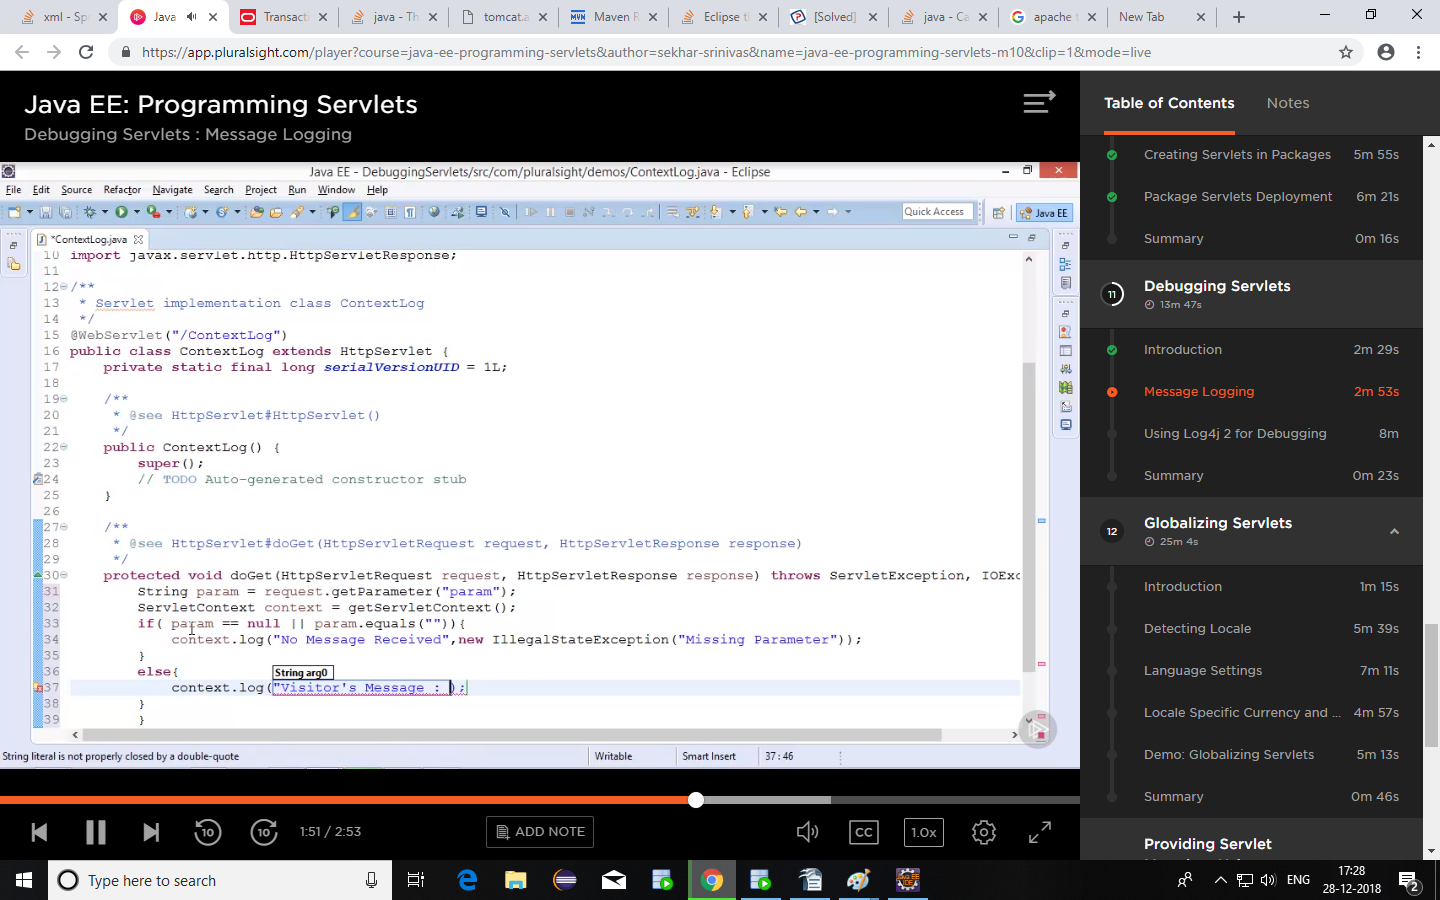 xml - Sp
Java
Transact
java - Th
tomcat.a
Maven R
Eclipse t
[Solved]
java - Ca
apache
New Tab
https://app.pluralsight.com/player?course=java-ee-programming-servlets&author=sekhar-srinivas&name=java-ee-programming-servlets-m10&clip=1&mode=live
Java EE: Programming Servlets
Debugging Servlets : Message Logging
Java EE - DebuggingServlets/src/com/pluralsight/demos/ContextLog.java - Eclipse
File Edit Source Refactor Navigate Search Project Run Window Help
Quick Access
Java EE
*ContextLog.java
10 import javax.servlet.http.HttpServletResponse;
11
12 /**
13 * Servlet implementation class ContextLog
14 */
15 @WebServlet("/ContextLog")
16 public class ContextLog extends HttpServlet {
17 private static final long serialVersionUID = 1L;
18
19 /**
20 * @see HttpServlet#HttpServlet()
21 */
22 public ContextLog() {
23 super();
24 // TODO Auto-generated constructor stub
25 }
26
27 /**
28 * @see HttpServlet#doGet(HttpServletRequest request, HttpServletResponse response)
29 */
30 protected void doGet(HttpServletRequest request, HttpServletResponse response) throws ServletException, IOExc
31 String param = request.getParameter("param");
32 ServletContext context = getServletContext();
33 if( param == null || param.equals("")){
34 context.log("No Message Received",new IllegalStateException("Missing Parameter"));
35 }
36 else{
String arg0
37 context.log("Visitor's Message : );
38 }
39 }
String literal is not properly closed by a double-quote
Writable
Smart Insert
37 : 46
1:51 / 2:53
10
10
ADD NOTE
CC
1.0x
Table of Contents
Notes
Creating Servlets in Packages 5m 55s
Package Servlets Deployment 6m 21s
Summary 0m 16s
11 Debugging Servlets
13m 47s
Introduction 2m 29s
Message Logging 2m 53s
Using Log4j 2 for Debugging 8m
Summary 0m 23s
12 Globalizing Servlets
25m 4s
Introduction 1m 15s
Detecting Locale 5m 39s
Language Settings 7m 11s
Locale Specific Currency and ... 4m 57s
Demo: Globalizing Servlets 5m 13s
Summary 0m 46s
Providing Servlet
Type here to search
ENG
17:28
28-12-2018
2